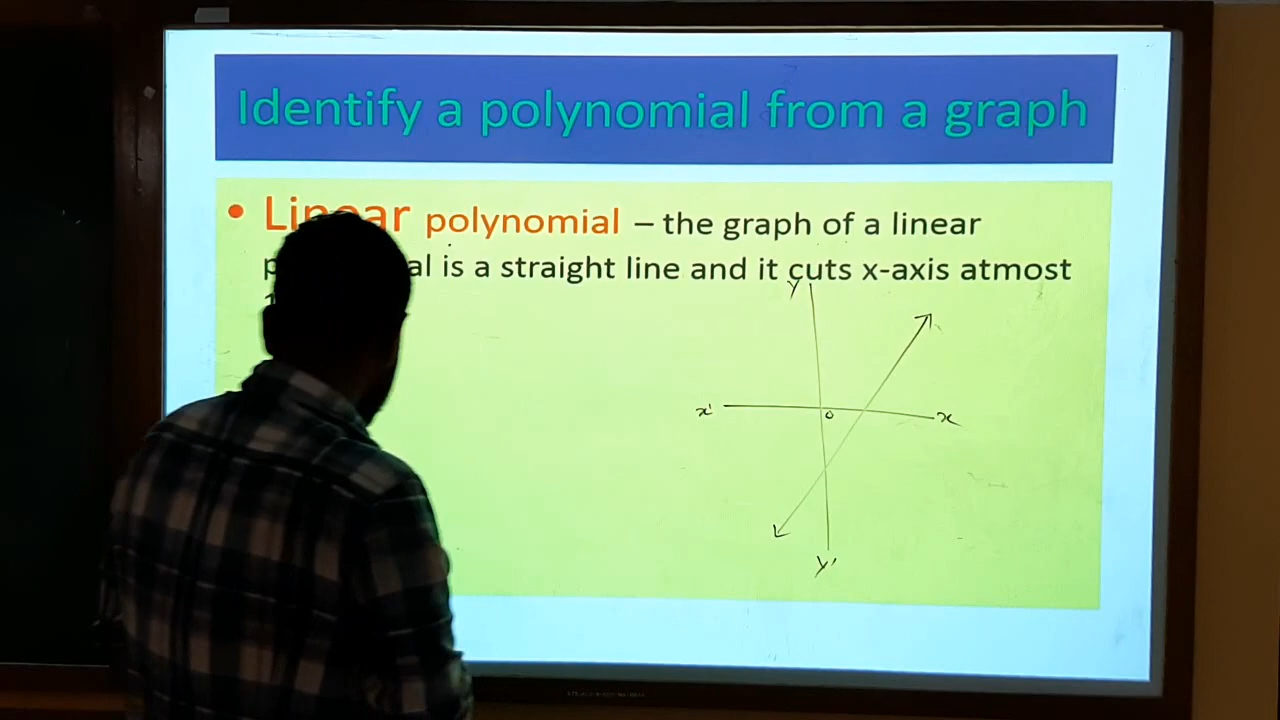 Identify a polynomial from a graph
• Linear polynomial – the graph of a linear
al is a straight line and it cuts x-axis atmost
Y
x' O x
Y'